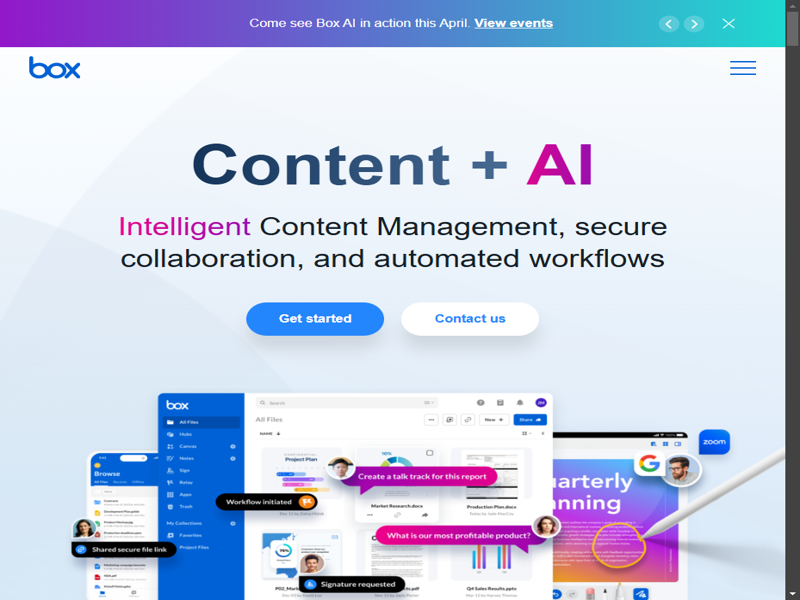 Come see Box AI in action this April. View events
box
Content + AI
Intelligent Content Management, secure
collaboration, and automated workflows
Get started
Contact us
box
Search
All Files
All Files
New +
Share
NAME
Hubs
Canvas
Notes
Sign
Relay
Apps
Trash
My Collections
Favorites
Project Files
Project Plan
Create a talk track for this report
Market Research.docx
Production Plan.docx
Workflow initiated
What is our most profitable product?
Signature requested
Q4 Sales Results.pptx
Browse
Shared secure file link
zoom
uarterly
anning